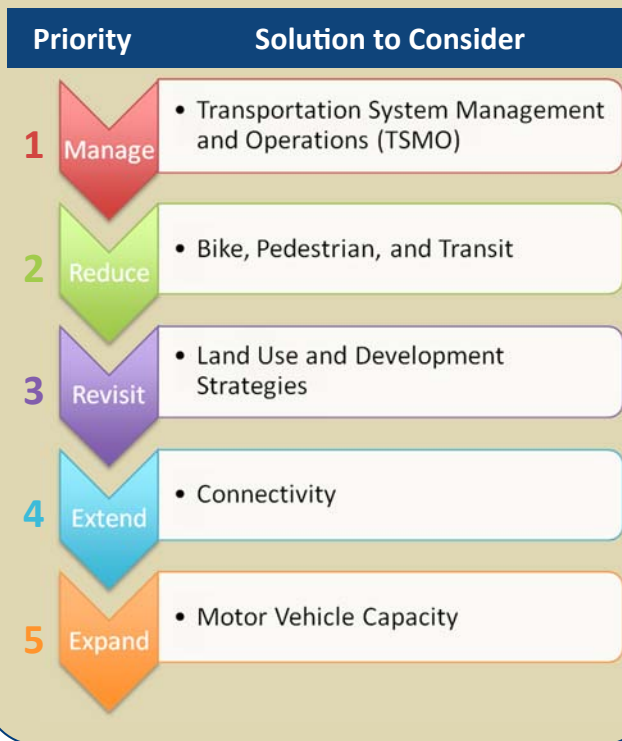 Priority Solution to Consider
1 Manage • Transportation System Management
and Operations (TSMO)
2 Reduce • Bike, Pedestrian, and Transit
3 Revisit • Land Use and Development
Strategies
4 Extend • Connectivity
5 Expand • Motor Vehicle Capacity